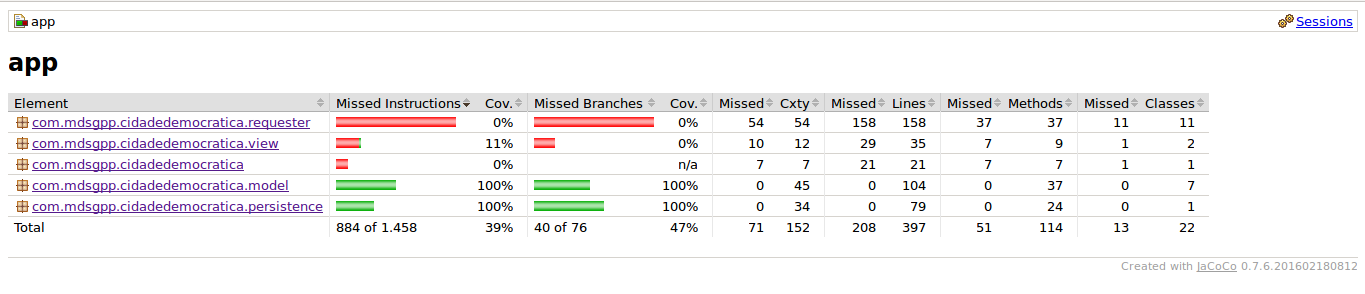 app Sessions
app
Element Missed Instructions Cov. Missed Branches Cov. Missed Cxty Missed Lines Missed Methods Missed Classes
com.mdsgpp.cidadedemocratica.requester 0% 0% 54 54 158 158 37 37 11 11
com.mdsgpp.cidadedemocratica.view 11% 0% 10 12 29 35 7 9 1 2
com.mdsgpp.cidadedemocratica 0% n/a 7 7 21 21 7 7 1 1
com.mdsgpp.cidadedemocratica.model 100% 100% 0 45 0 104 0 37 0 7
com.mdsgpp.cidadedemocratica.persistence 100% 100% 0 34 0 79 0 24 0 1
Total 884 of 1.458 39% 40 of 76 47% 71 152 208 397 51 114 13 22
Created with JaCoCo 0.7.6.201602180812